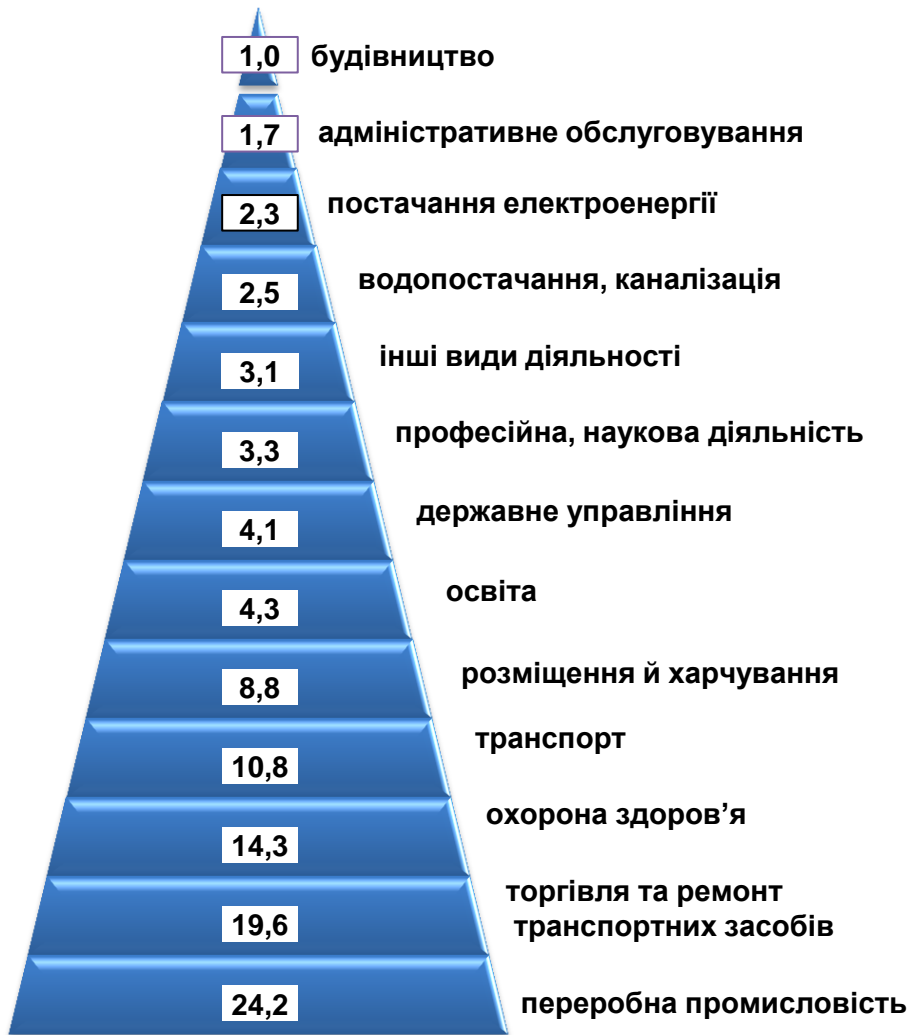 1,0 будівництво
1,7 адміністративне обслуговування
2,3 постачання електроенергії
2,5 водопостачання, каналізація
3,1 інші види діяльності
3,3 професійна, наукова діяльність
4,1 державне управління
4,3 освіта
8,8 розміщення й харчування
10,8 транспорт
14,3 охорона здоров’я
19,6 торгівля та ремонт
транспортних засобів
24,2 переробна промисловість